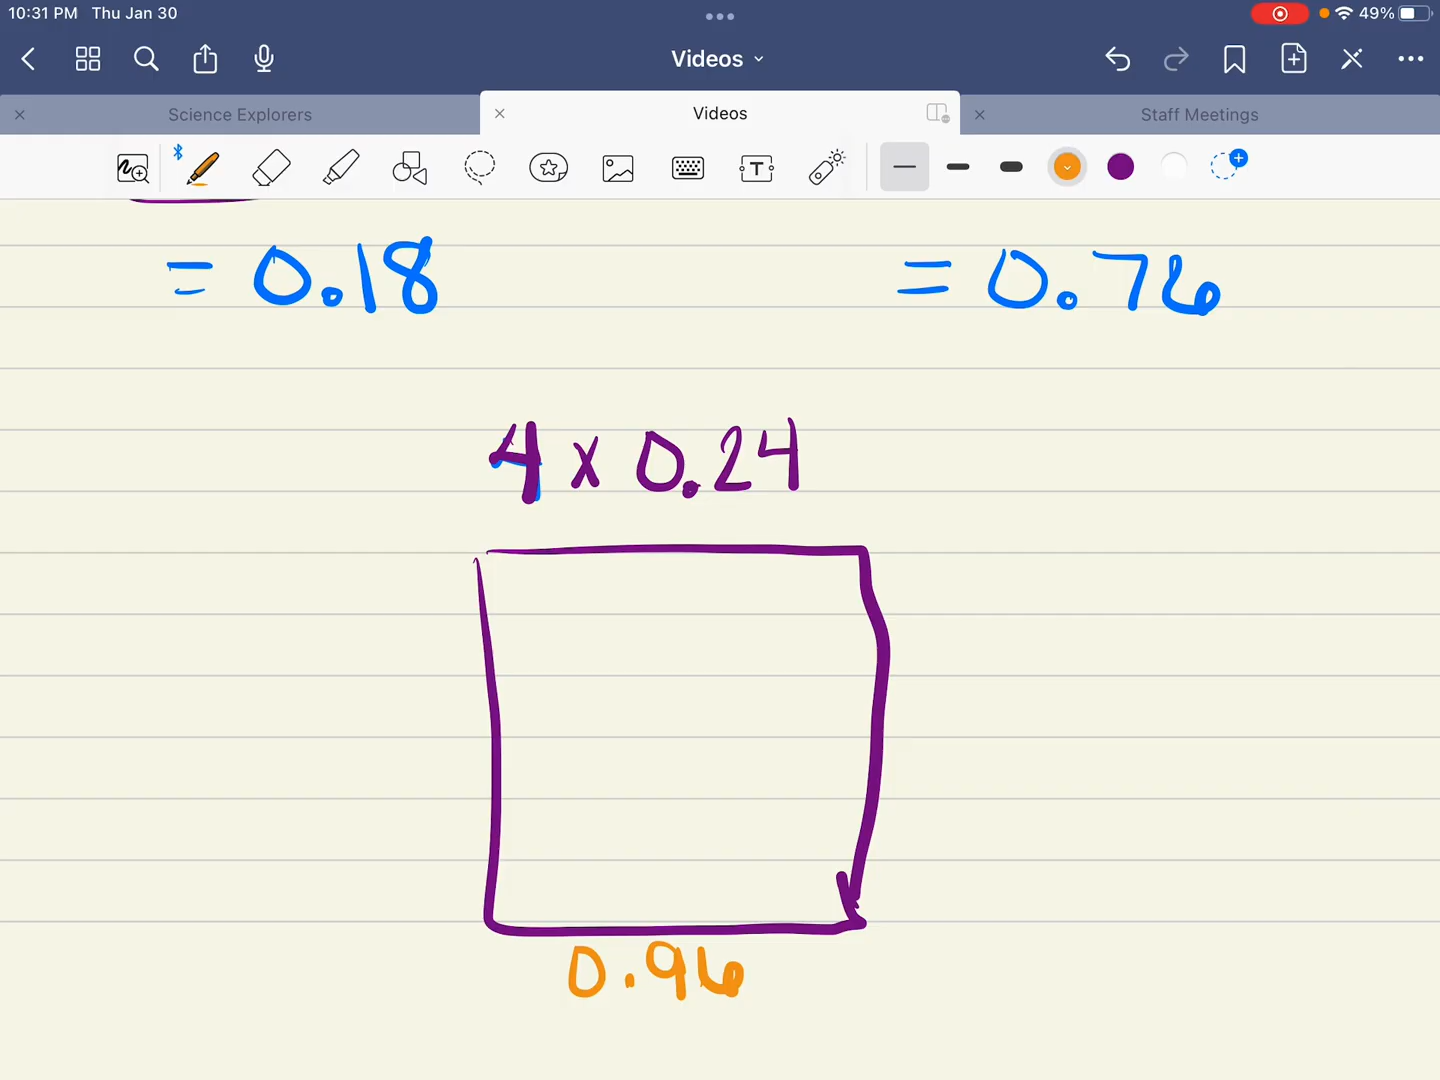 10:31 PM Thu Jan 30
49%
Videos
Science Explorers
Videos
Staff Meetings
= 0.18
= 0.76
4 x 0.24
0.96